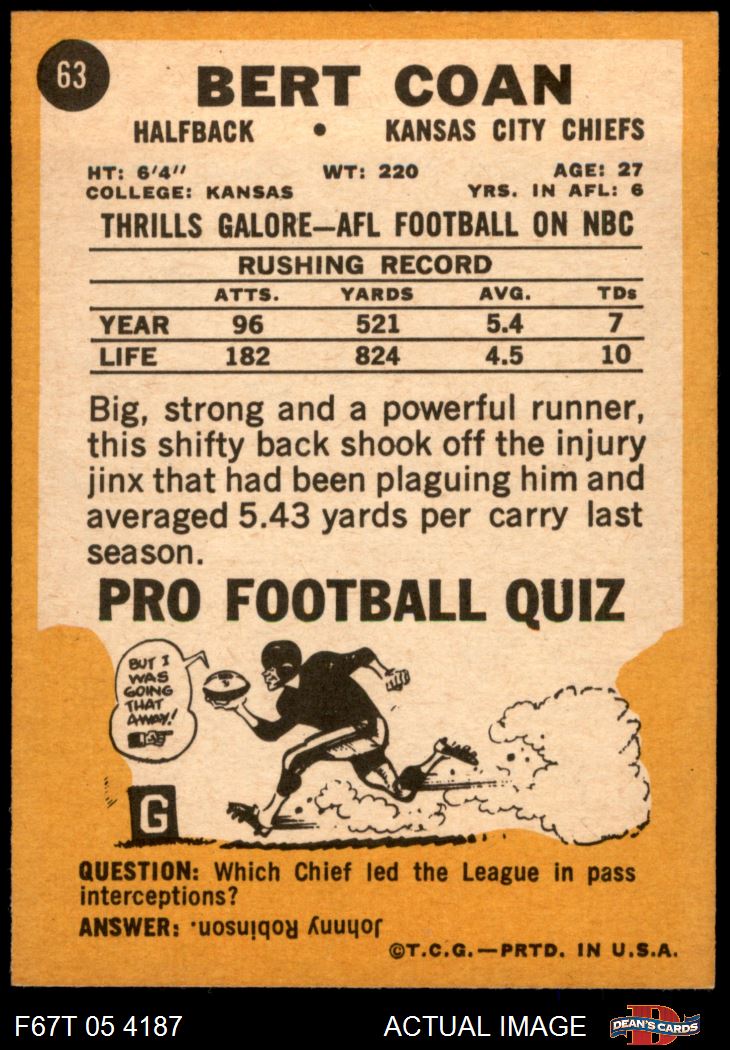 63
BERT COAN
HALFBACK • KANSAS CITY CHIEFS
HT: 6'4" WT: 220 AGE: 27
COLLEGE: KANSAS YRS. IN AFL: 6
THRILLS GALORE—AFL FOOTBALL ON NBC
RUSHING RECORD
ATTS. YARDS AVG. TDs
YEAR 96 521 5.4 7
LIFE 182 824 4.5 10
Big, strong and a powerful runner,
this shifty back shook off the injury
jinx that had been plaguing him and
averaged 5.43 yards per carry last
season.
PRO FOOTBALL QUIZ
BUT I
WAS
GOING
THAT
AWAY!
G
QUESTION: Which Chief led the League in pass
interceptions?
ANSWER: Johnny Robinson.
©T.C.G.—PRTD. IN U.S.A.
F67T 05 4187 ACTUAL IMAGE
D
DEAN'S CARDS